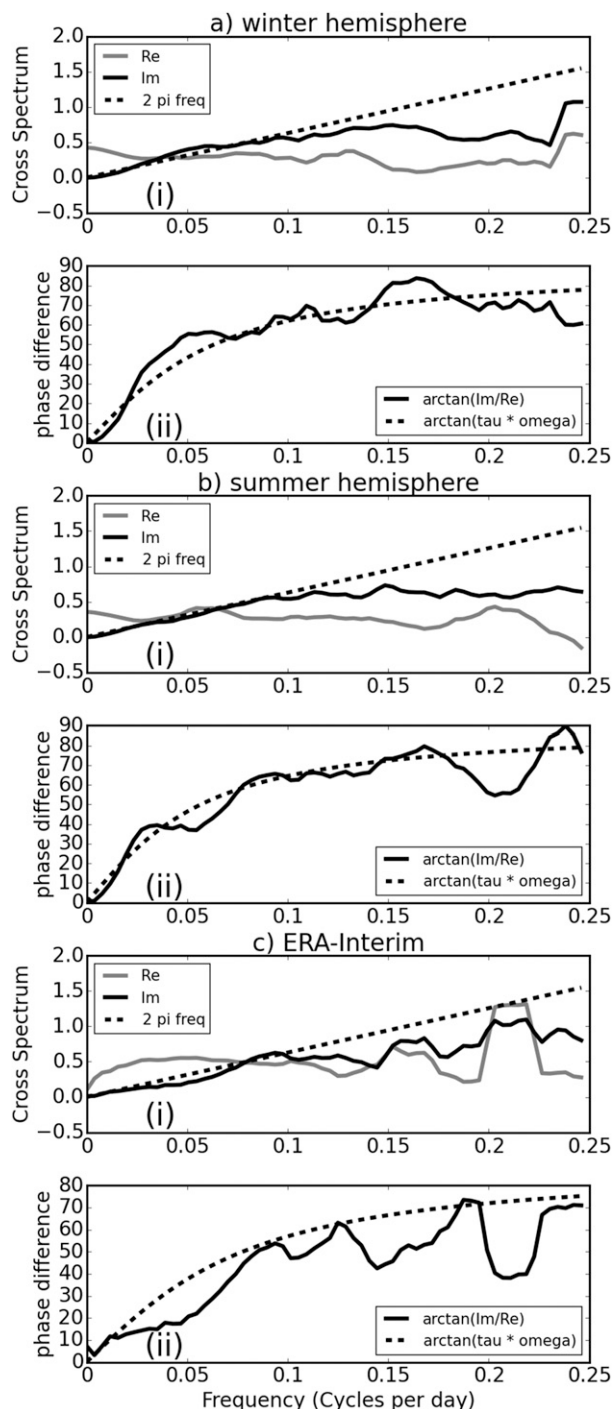 a) winter hemisphere
2.0
1.5
1.0
0.5
0.0
−0.5
Cross Spectrum
Re
Im
2 pi freq
(i)
0 0.05 0.1 0.15 0.2 0.25
90
80
70
60
50
40
30
20
10
0
phase difference
(ii)
arctan(Im/Re)
arctan(tau * omega)
0 0.05 0.1 0.15 0.2 0.25
b) summer hemisphere
2.0
1.5
1.0
0.5
0.0
−0.5
Cross Spectrum
Re
Im
2 pi freq
(i)
0 0.05 0.1 0.15 0.2 0.25
90
80
70
60
50
40
30
20
10
0
phase difference
(ii)
arctan(Im/Re)
arctan(tau * omega)
0 0.05 0.1 0.15 0.2 0.25
c) ERA-Interim
2.0
1.5
1.0
0.5
0.0
−0.5
Cross Spectrum
Re
Im
2 pi freq
(i)
0 0.05 0.1 0.15 0.2 0.25
80
70
60
50
40
30
20
10
0
phase difference
(ii)
arctan(Im/Re)
arctan(tau * omega)
0 0.05 0.1 0.15 0.2 0.25
Frequency (Cycles per day)